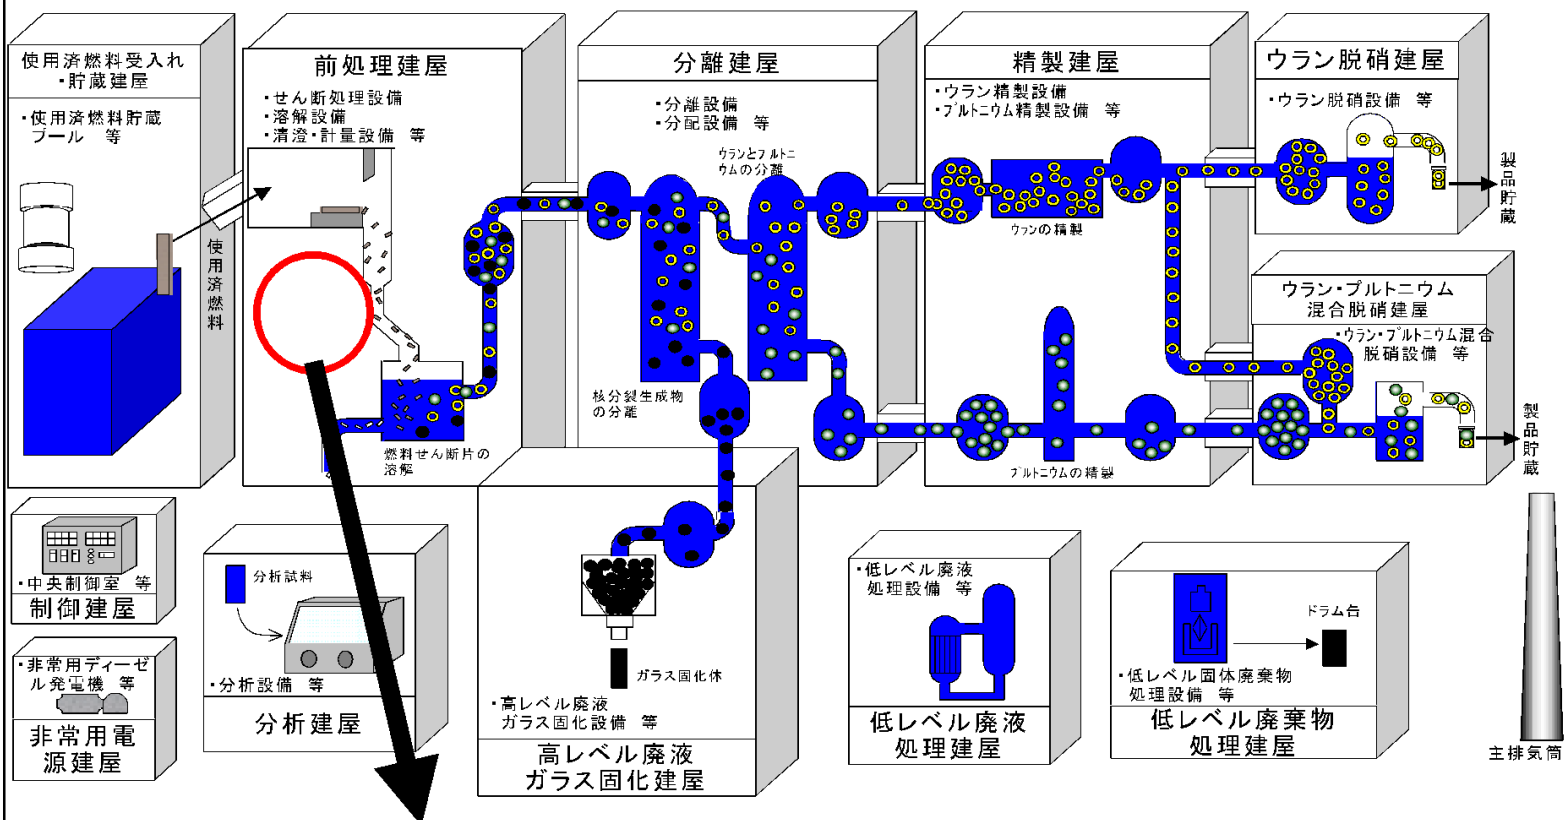 使用済燃料受入れ
・貯蔵建屋
・使用済燃料貯蔵
プール 等
使用済燃料
前処理建屋
・せん断処理設備
・溶解設備
・清澄・計量設備 等
燃料せん断片の
溶解
分離建屋
・分離設備
・分配設備 等
ウランとプルトニ
ウムの分離
核分裂生成物
の分離
精製建屋
・ウラン精製設備
・プルトニウム精製設備 等
ウランの精製
プルトニウムの精製
ウラン脱硝建屋
・ウラン脱硝設備 等
製品貯蔵
ウラン・プルトニウム
混合脱硝建屋
・ウラン・プルトニウム混合
脱硝設備 等
製品貯蔵
・中央制御室 等
制御建屋
・非常用ディーゼ
ル発電機 等
非常用電
源建屋
分析試料
・分析設備 等
分析建屋
ガラス固化体
・高レベル廃液
ガラス固化設備 等
高レベル廃液
ガラス固化建屋
・低レベル廃液
処理設備 等
低レベル廃液
処理建屋
ドラム缶
・低レベル固体廃棄物
処理設備 等
低レベル廃棄物
処理建屋
主排気筒